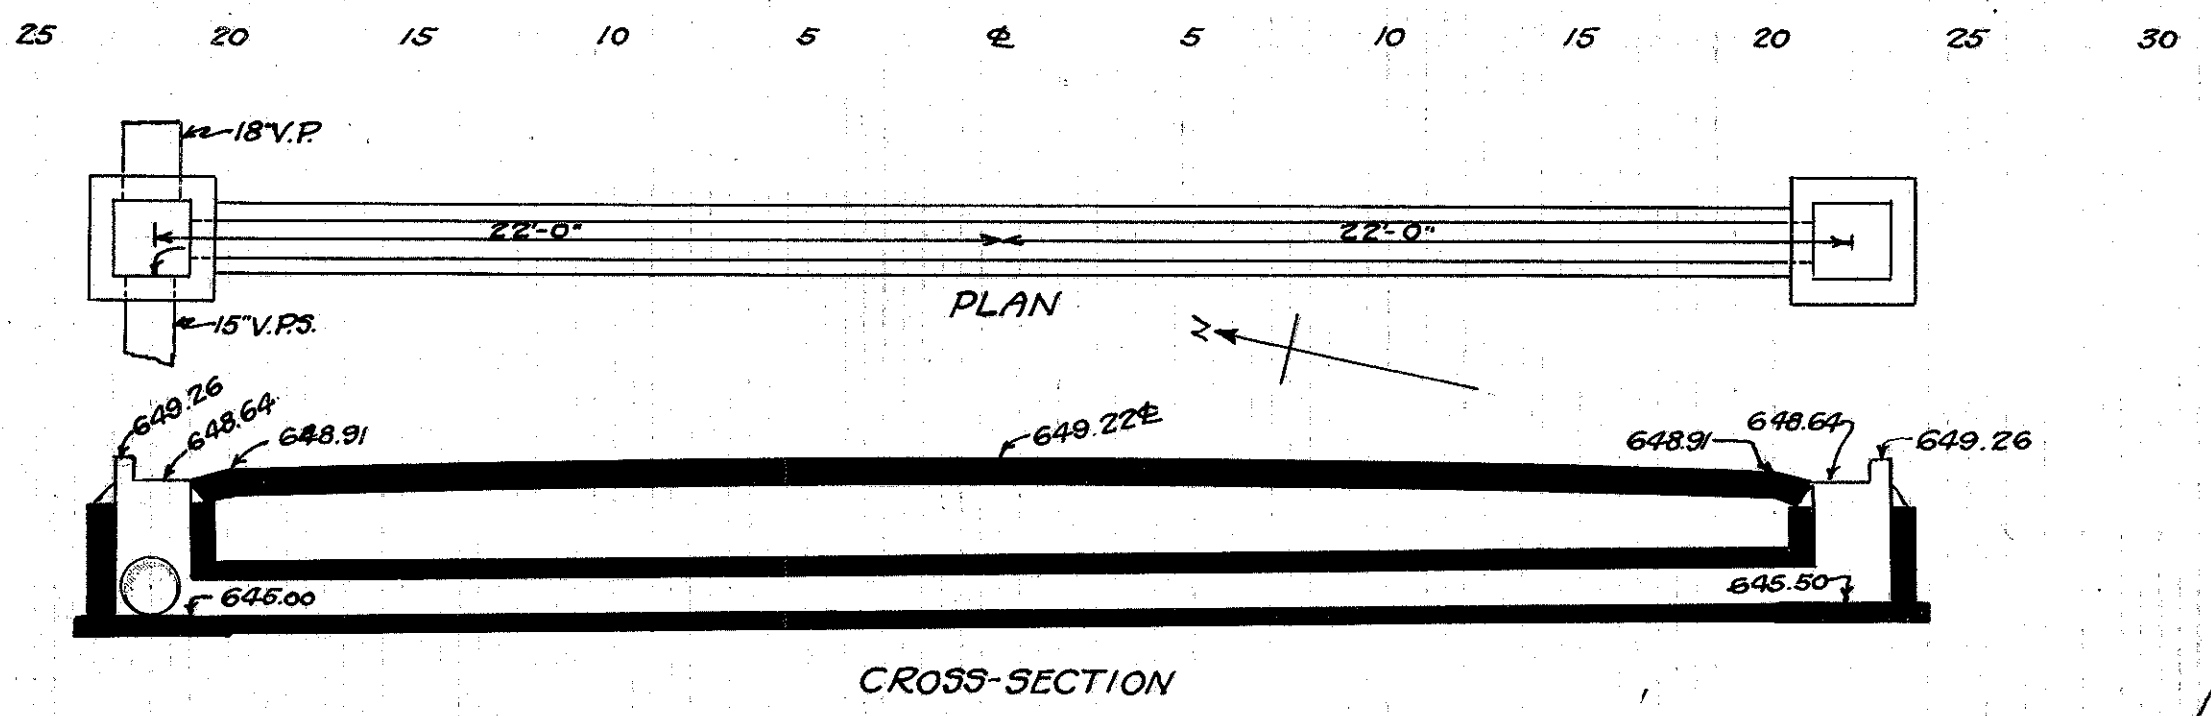 25 20 15 10 5 ℄ 5 10 15 20 25 30
18"V.P.
22'-0" 22'-0"
PLAN
15"V.P.S.
N
649.26
648.64
648.91
649.22 ℄
648.91
648.64
649.26
645.00
645.50
CROSS-SECTION